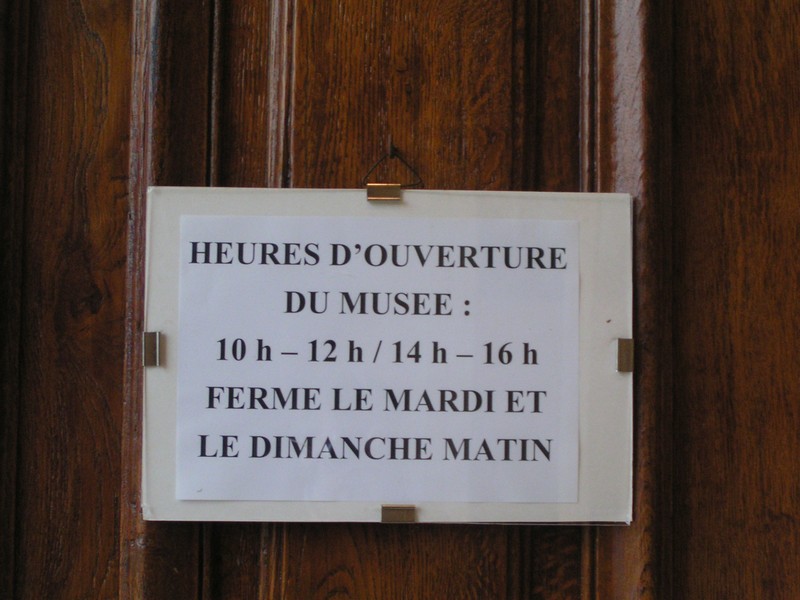 HEURES D'OUVERTURE
DU MUSEE :
10 h – 12 h / 14 h – 16 h
FERME LE MARDI ET
LE DIMANCHE MATIN